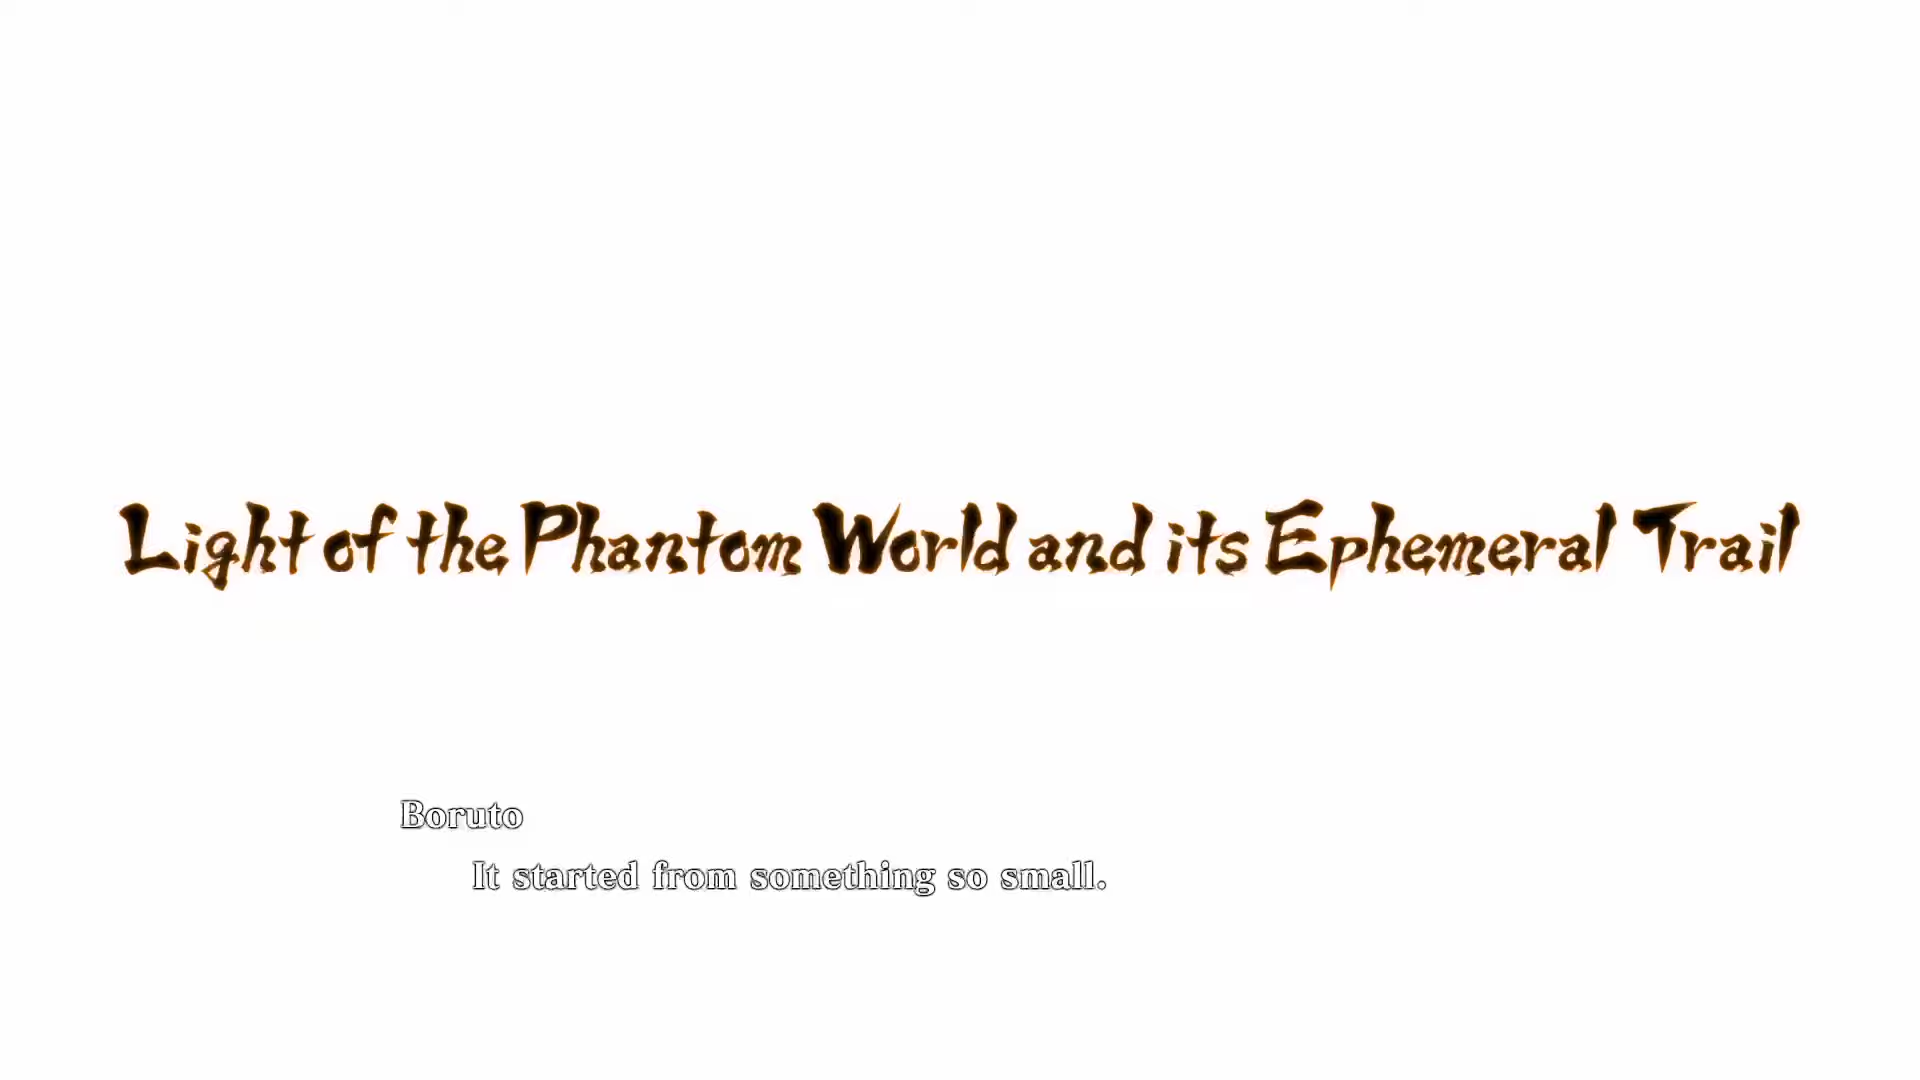 Light of the Phantom World and its Ephemeral Trail
Boruto
It started from something so small.